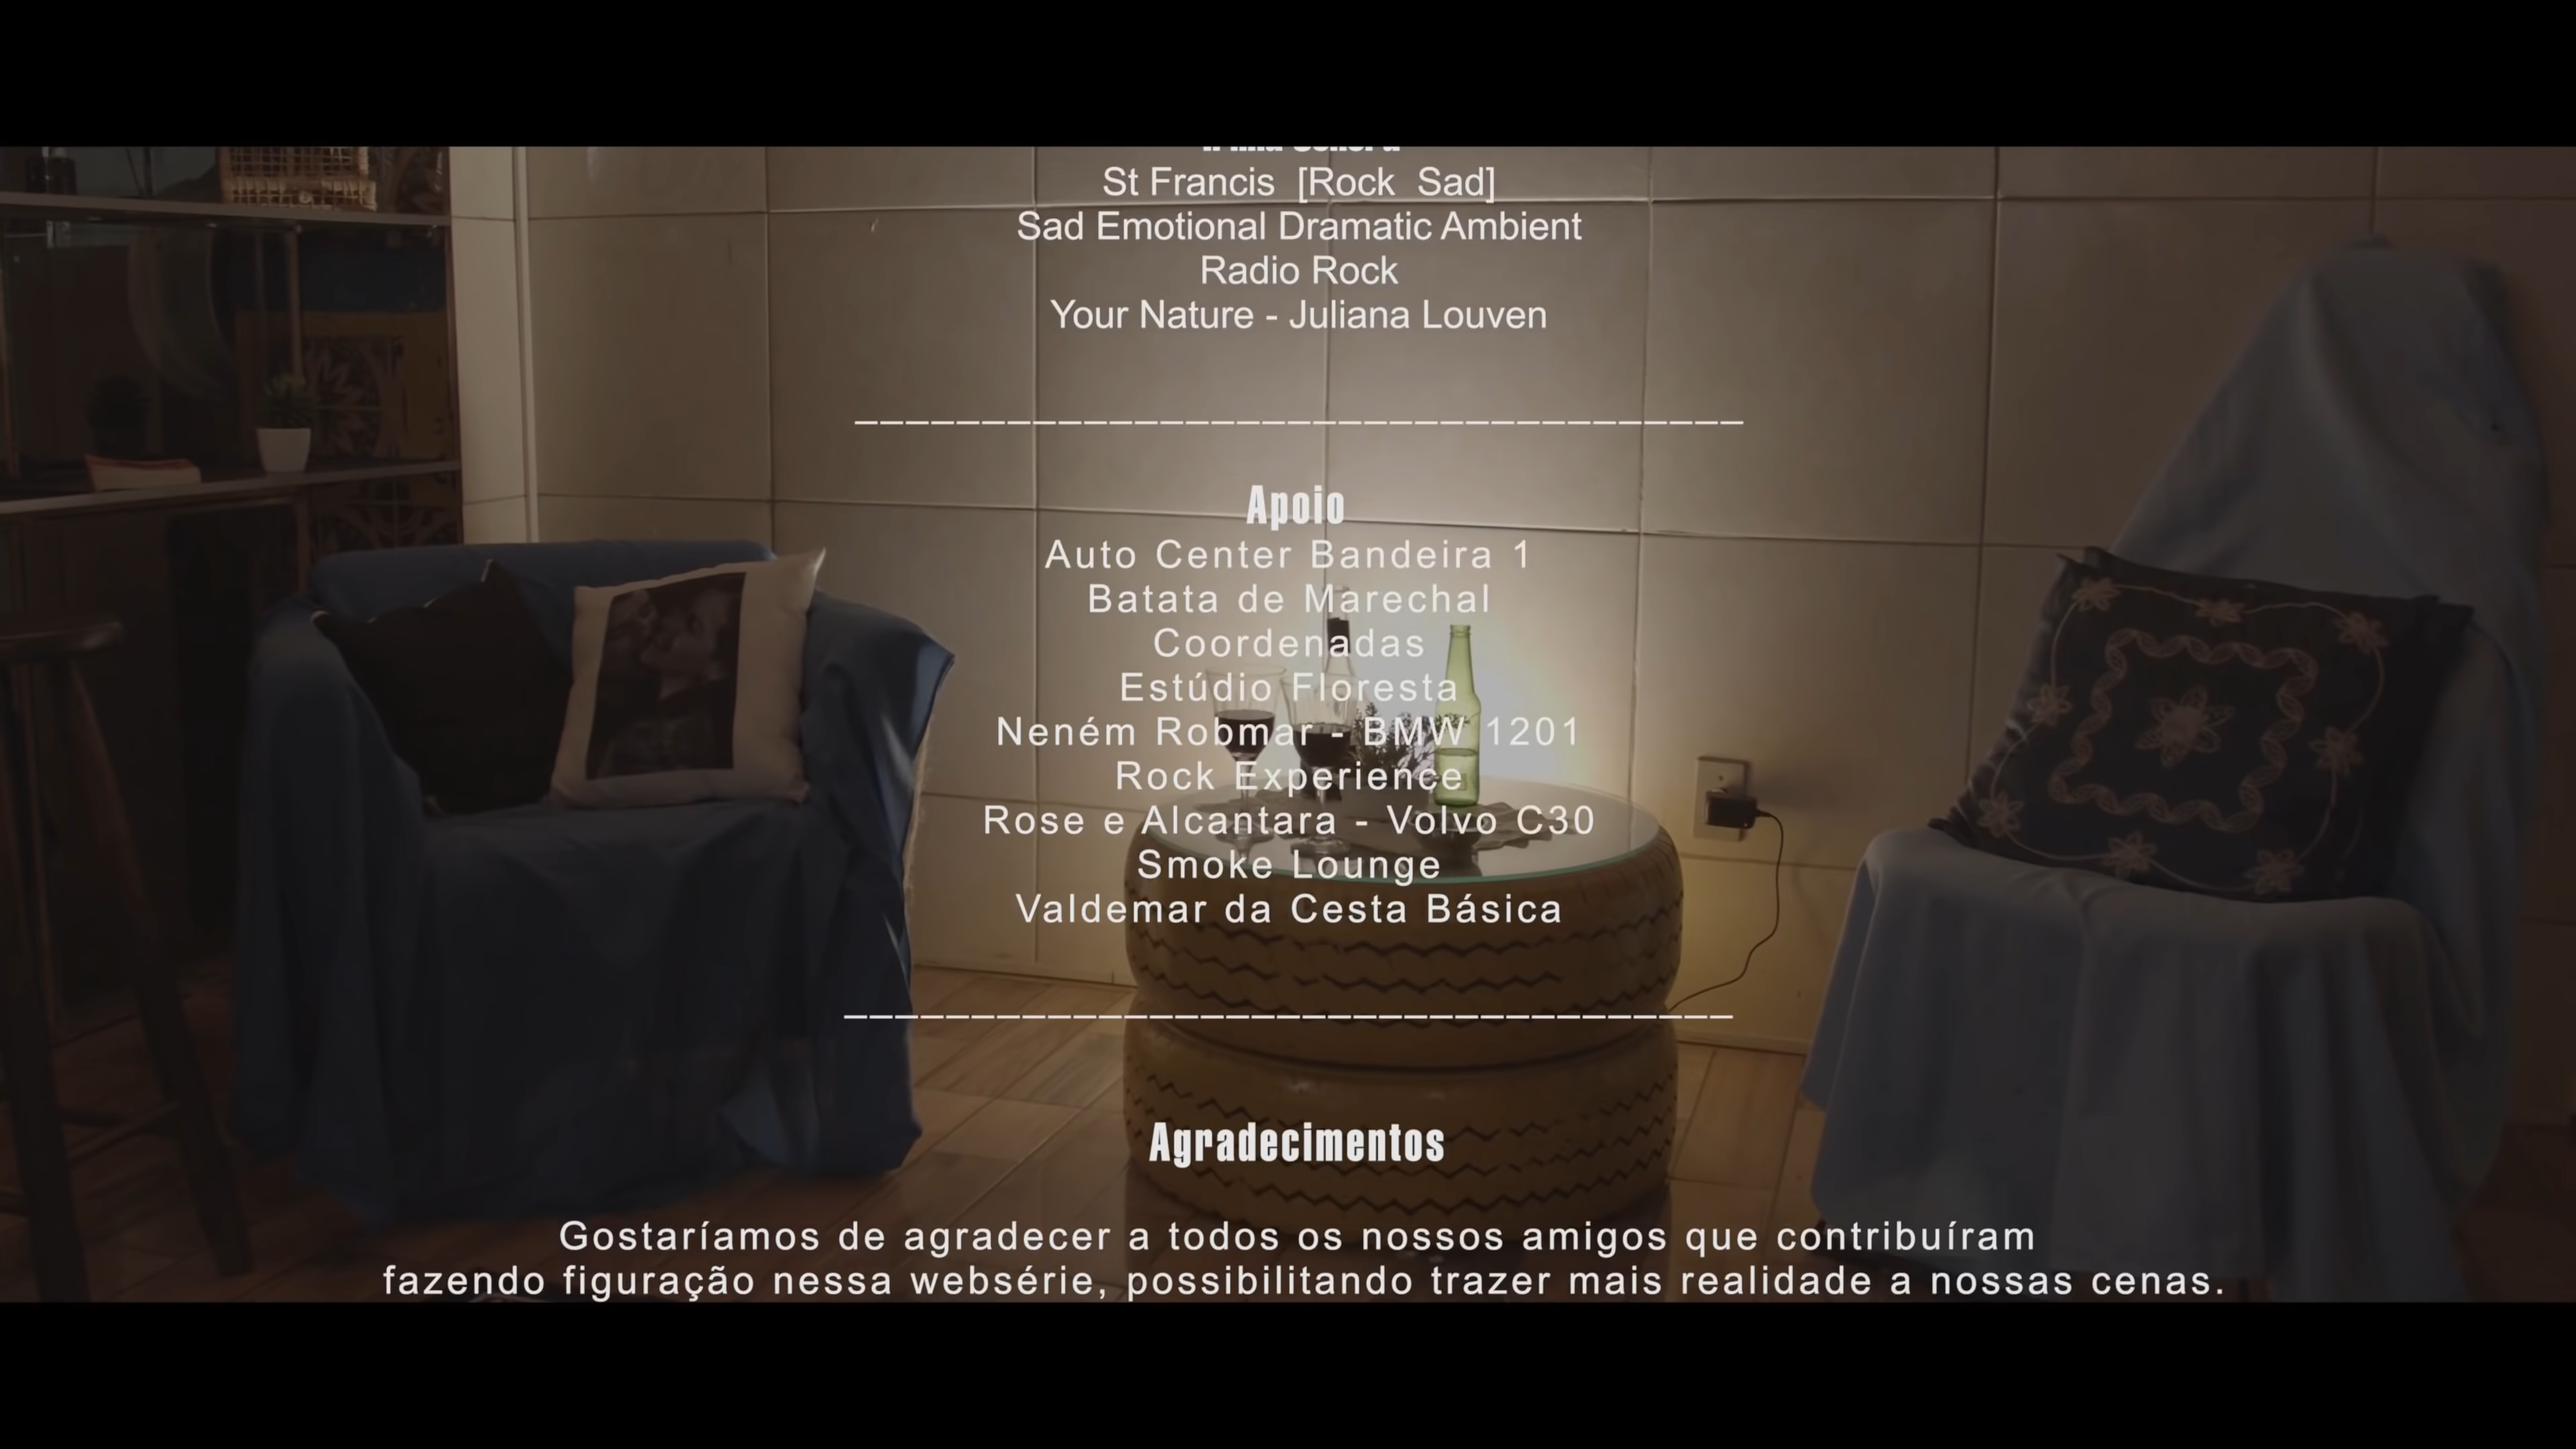 St Francis [Rock Sad]
Sad Emotional Dramatic Ambient
Radio Rock
Your Nature - Juliana Louven
Apoio
Auto Center Bandeira 1
Batata de Marechal
Coordenadas
Estúdio Floresta
Neném Robmar - BMW 1201
Rock Experience
Rose e Alcantara - Volvo C30
Smoke Lounge
Valdemar da Cesta Básica
Agradecimentos
Gostaríamos de agradecer a todos os nossos amigos que contribuíram
fazendo figuração nessa websérie, possibilitando trazer mais realidade a nossas cenas.